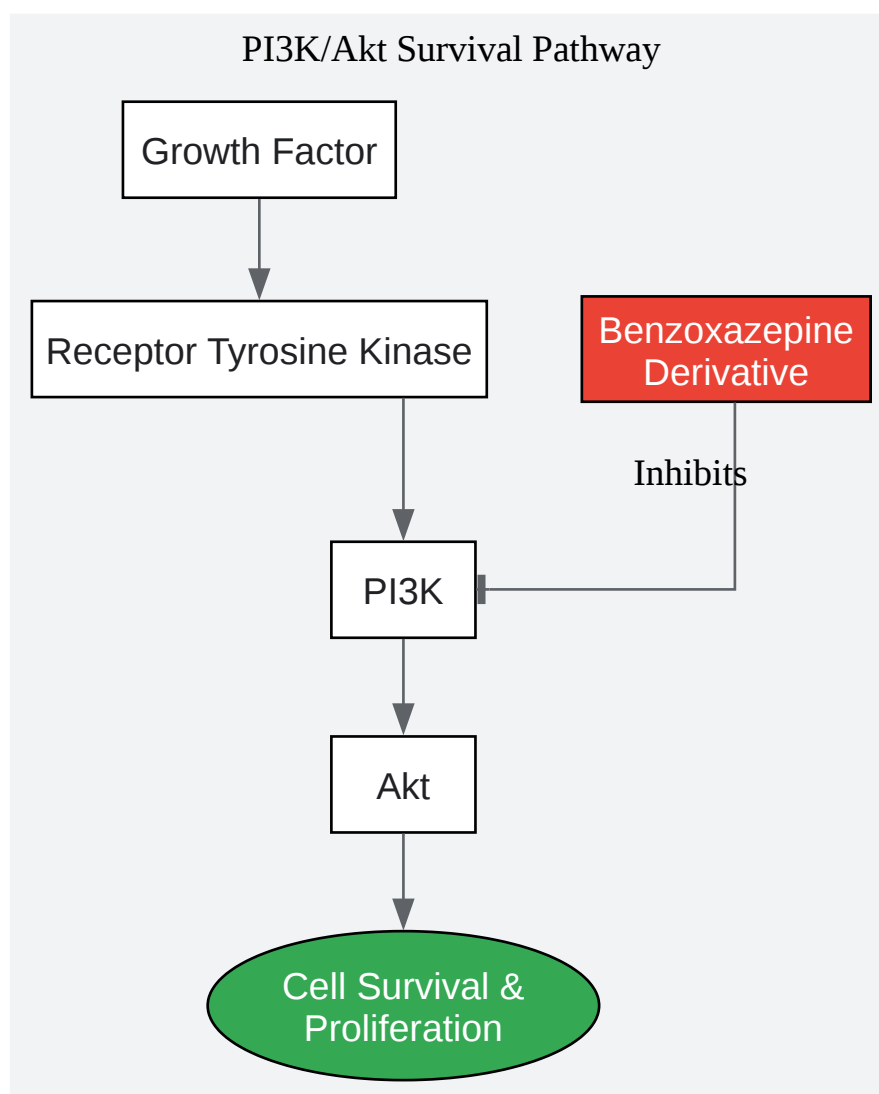 PI3K/Akt Survival Pathway
Growth Factor
Receptor Tyrosine Kinase
Benzoxazepine
Derivative
Inhibits
PI3K
Akt
Cell Survival &
Proliferation